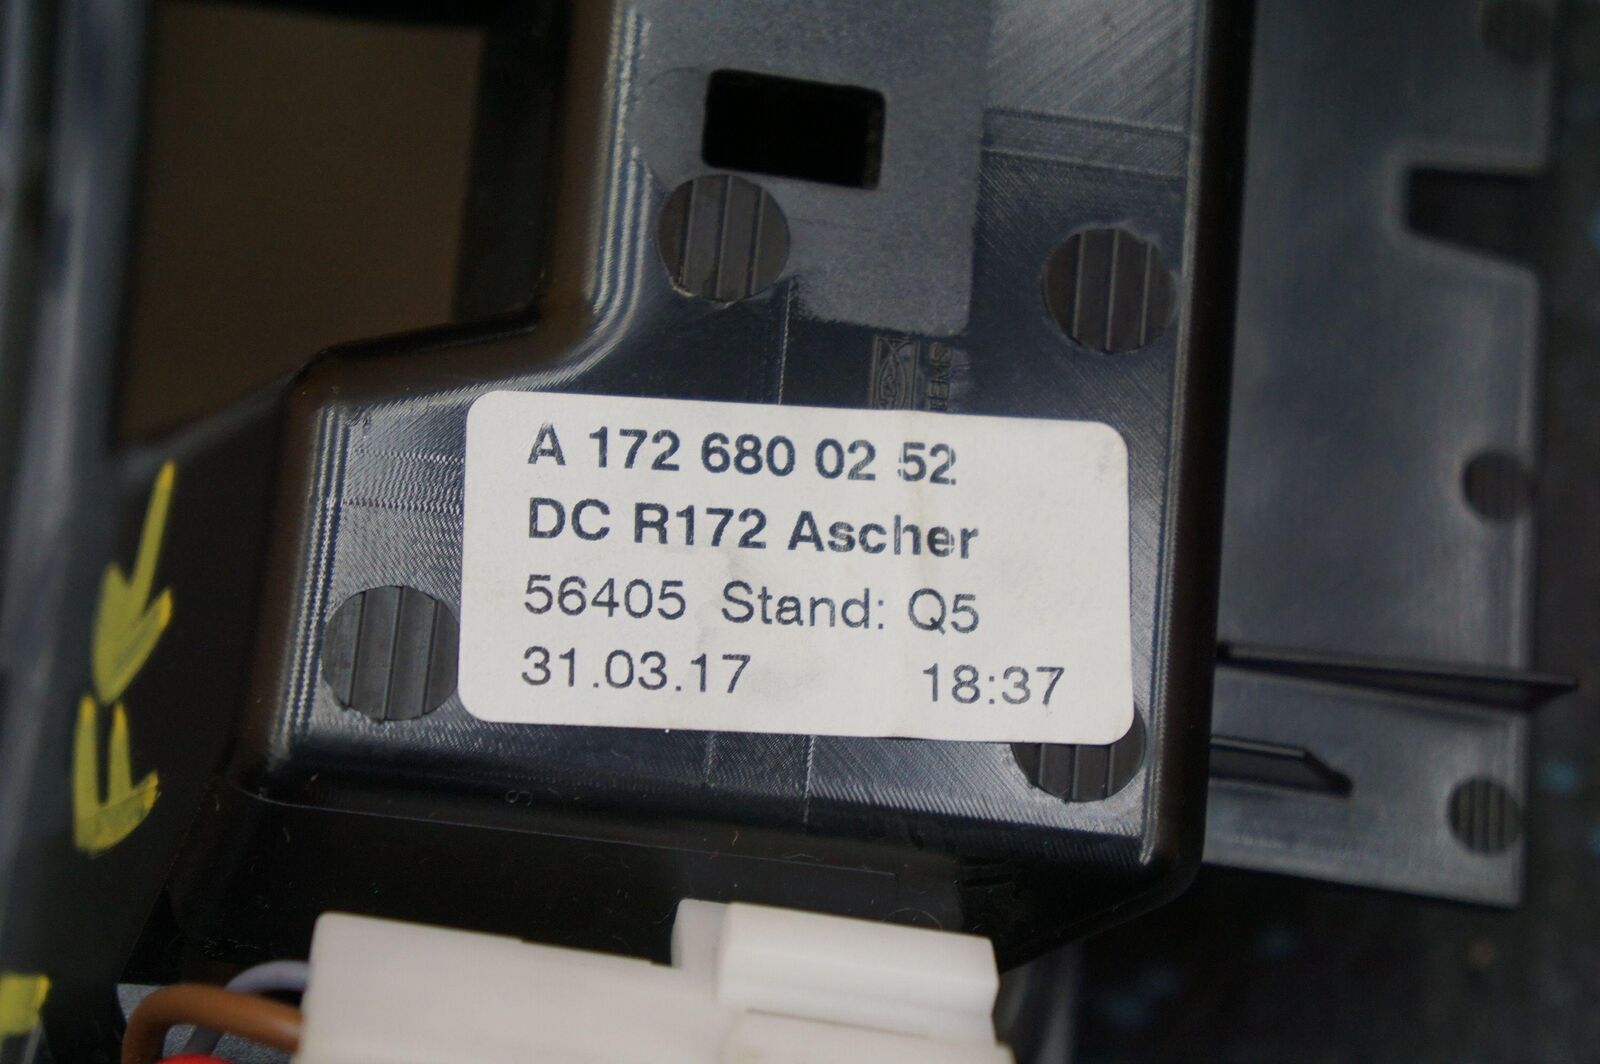 A 172 680 02 52
DC R172 Ascher
56405 Stand: Q5
31.03.17 18:37